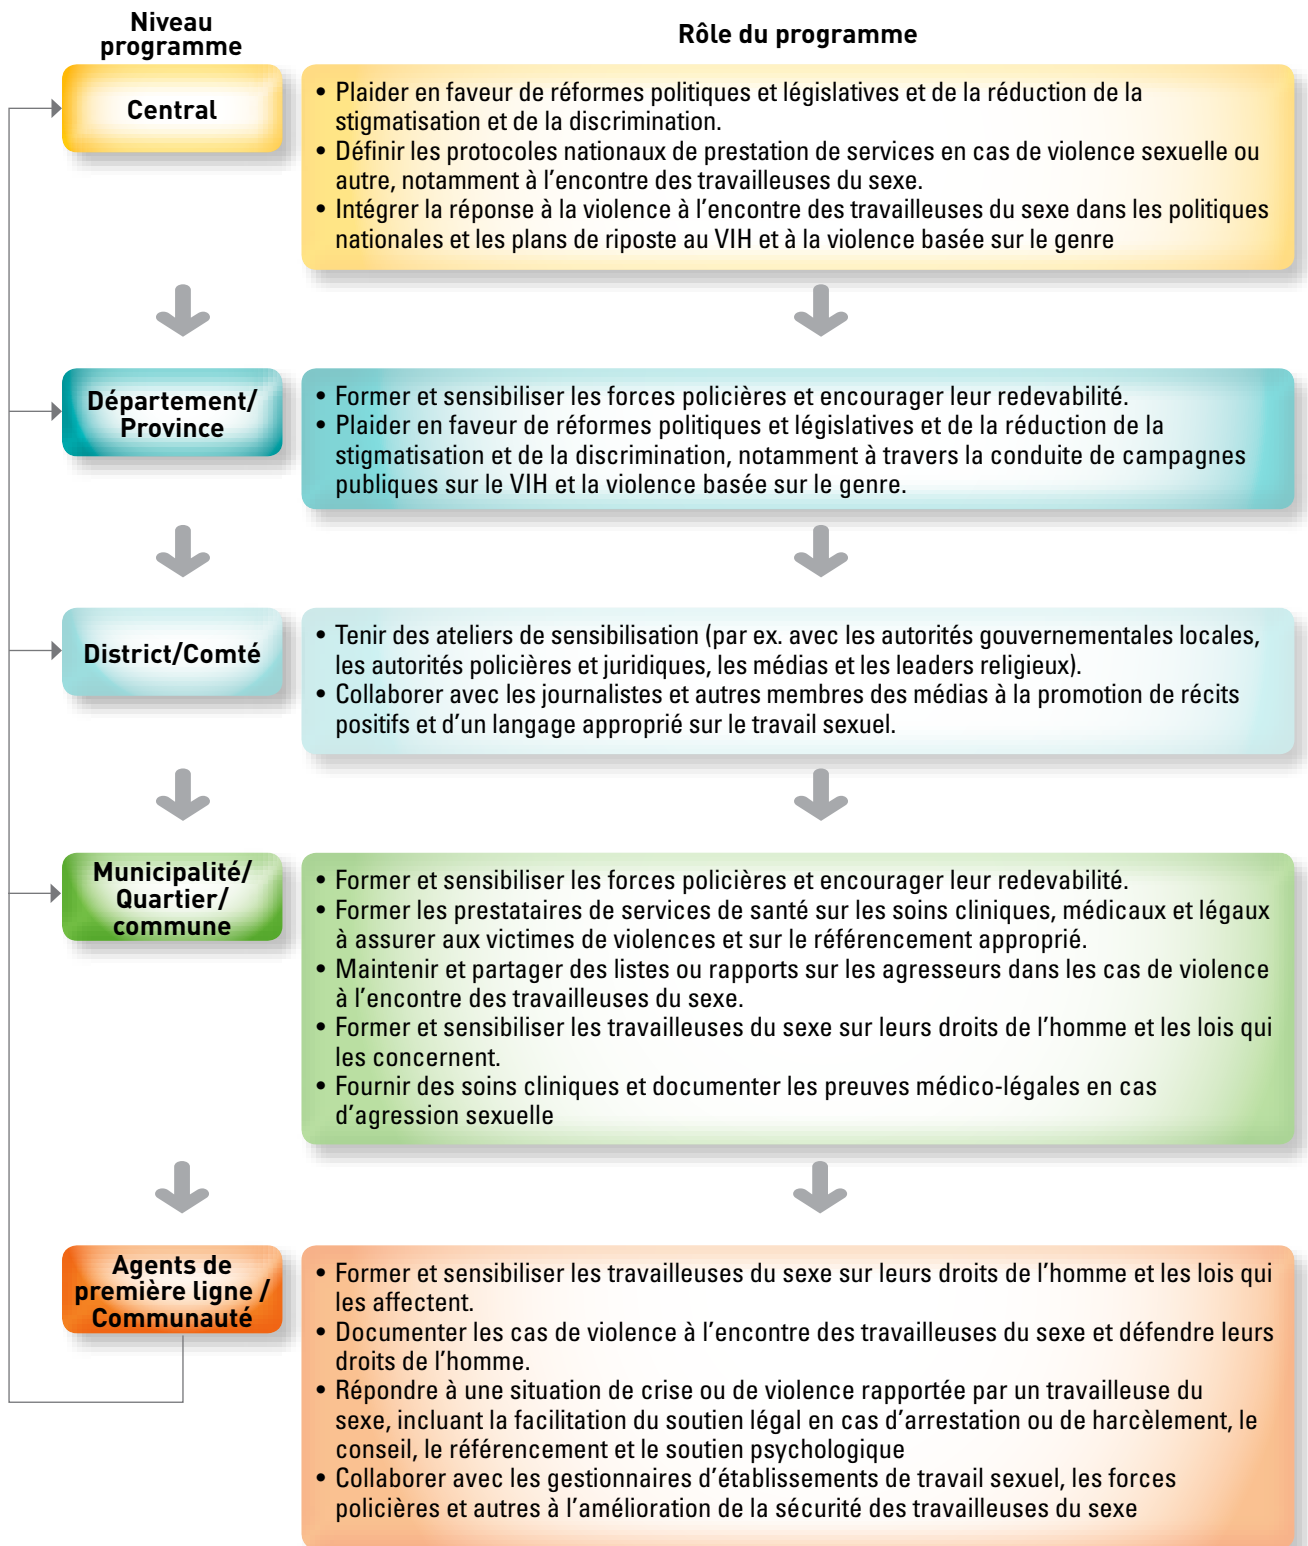 Niveau
programme
Rôle du programme
Central
• Plaider en faveur de réformes politiques et législatives et de la réduction de la
stigmatisation et de la discrimination.
• Définir les protocoles nationaux de prestation de services en cas de violence sexuelle ou
autre, notamment à l’encontre des travailleuses du sexe.
• Intégrer la réponse à la violence à l’encontre des travailleuses du sexe dans les politiques
nationales et les plans de riposte au VIH et à la violence basée sur le genre
Département/
Province
• Former et sensibiliser les forces policières et encourager leur redevabilité.
• Plaider en faveur de réformes politiques et législatives et de la réduction de la
stigmatisation et de la discrimination, notamment à travers la conduite de campagnes
publiques sur le VIH et la violence basée sur le genre.
District/Comté
• Tenir des ateliers de sensibilisation (par ex. avec les autorités gouvernementales locales,
les autorités policières et juridiques, les médias et les leaders religieux).
• Collaborer avec les journalistes et autres membres des médias à la promotion de récits
positifs et d’un langage approprié sur le travail sexuel.
Municipalité/
Quartier/
commune
• Former et sensibiliser les forces policières et encourager leur redevabilité.
• Former les prestataires de services de santé sur les soins cliniques, médicaux et légaux
à assurer aux victimes de violences et sur le référencement approprié.
• Maintenir et partager des listes ou rapports sur les agresseurs dans les cas de violence
à l’encontre des travailleuses du sexe.
• Former et sensibiliser les travailleuses du sexe sur leurs droits de l’homme et les lois qui
les concernent.
• Fournir des soins cliniques et documenter les preuves médico-légales en cas
d’agression sexuelle
Agents de
première ligne /
Communauté
• Former et sensibiliser les travailleuses du sexe sur leurs droits de l’homme et les lois qui
les affectent.
• Documenter les cas de violence à l’encontre des travailleuses du sexe et défendre leurs
droits de l’homme.
• Répondre à une situation de crise ou de violence rapportée par un travailleuse du
sexe, incluant la facilitation du soutien légal en cas d’arrestation ou de harcèlement, le
conseil, le référencement et le soutien psychologique
• Collaborer avec les gestionnaires d’établissements de travail sexuel, les forces
policières et autres à l’amélioration de la sécurité des travailleuses du sexe